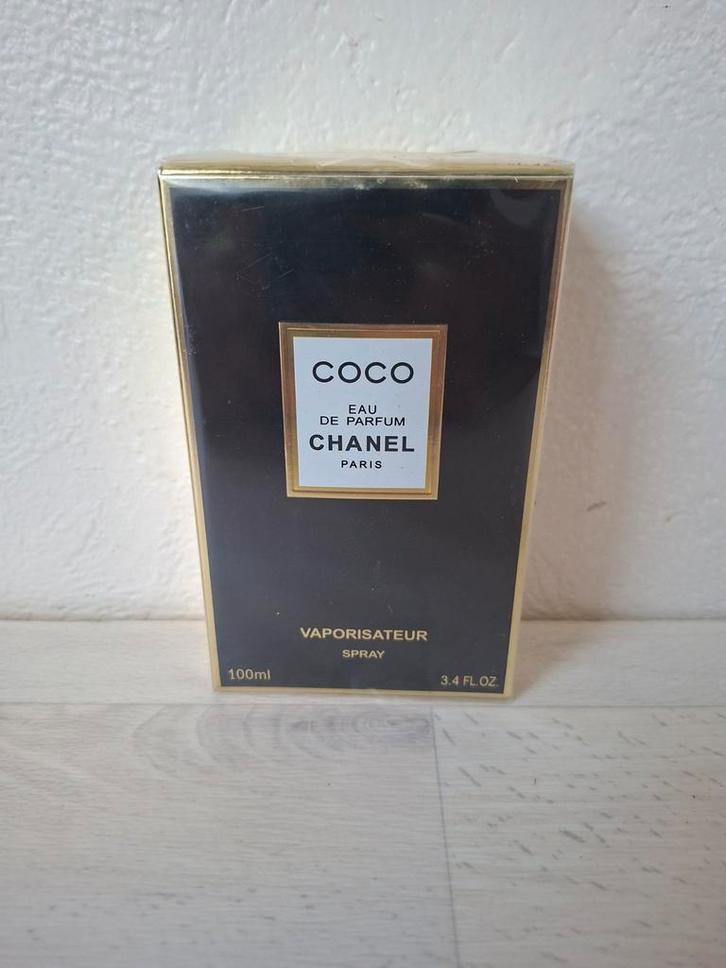 COCO
EAU
DE PARFUM
CHANEL
PARIS
VAPORISATEUR
SPRAY
100ml
3.4 FL.OZ.